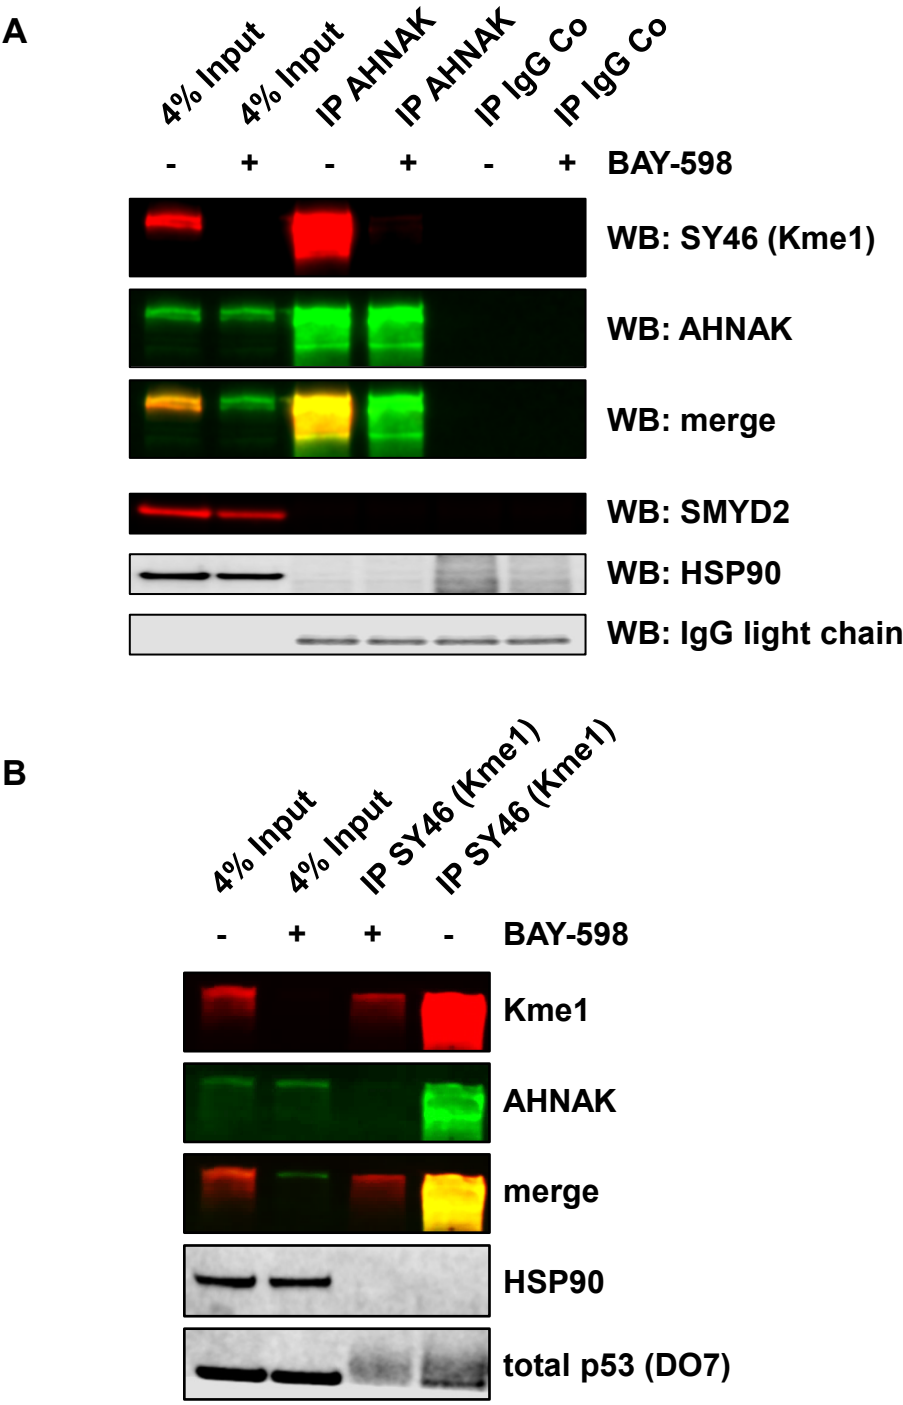 A
4% Input
4% Input
IP AHNAK
IP AHNAK
IP IgG Co
IP IgG Co
- + - + - + BAY-598
WB: SY46 (Kme1)
WB: AHNAK
WB: merge
WB: SMYD2
WB: HSP90
WB: IgG light chain
B
4% Input
4% Input
IP SY46 (Kme1)
IP SY46 (Kme1)
- + + - BAY-598
Kme1
AHNAK
merge
HSP90
total p53 (DO7)